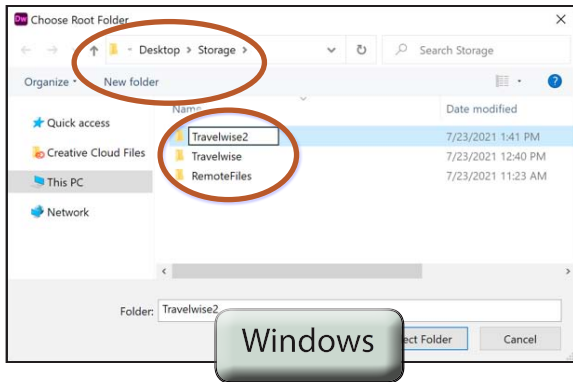 Dw Choose Root Folder
Desktop > Storage >
Search Storage
Organize
New folder
?
Name
Date modified
Quick access
Creative Cloud Files
This PC
Network
Travelwise2
7/23/2021 1:41 PM
Travelwise
7/23/2021 12:40 PM
RemoteFiles
7/23/2021 11:23 AM
Folder:
Travelwise2
Windows
ect Folder
Cancel